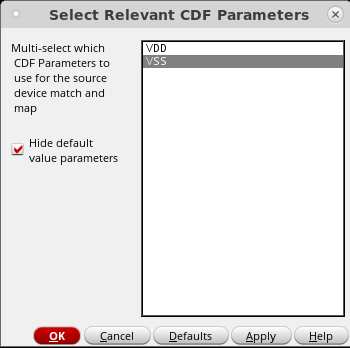 Select Relevant CDF Parameters
Multi-select which
CDF Parameters to
use for the source
device match and
map
Hide default
value parameters
VDD
VSS
OK
Cancel
Defaults
Apply
Help